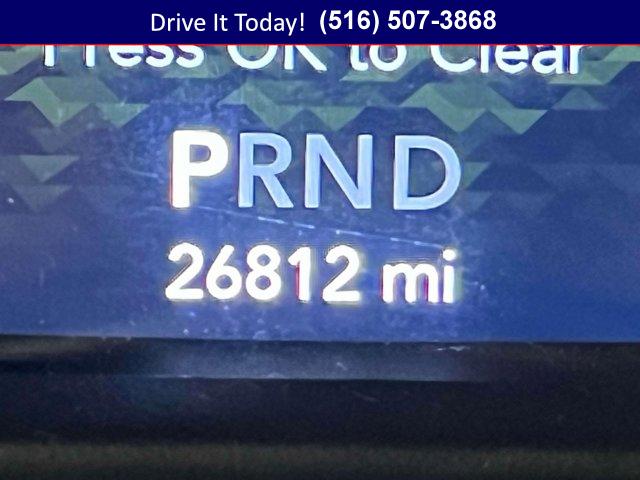 Drive It Today! (516) 507-3868
Press OK to Clear
PRND
26812 mi